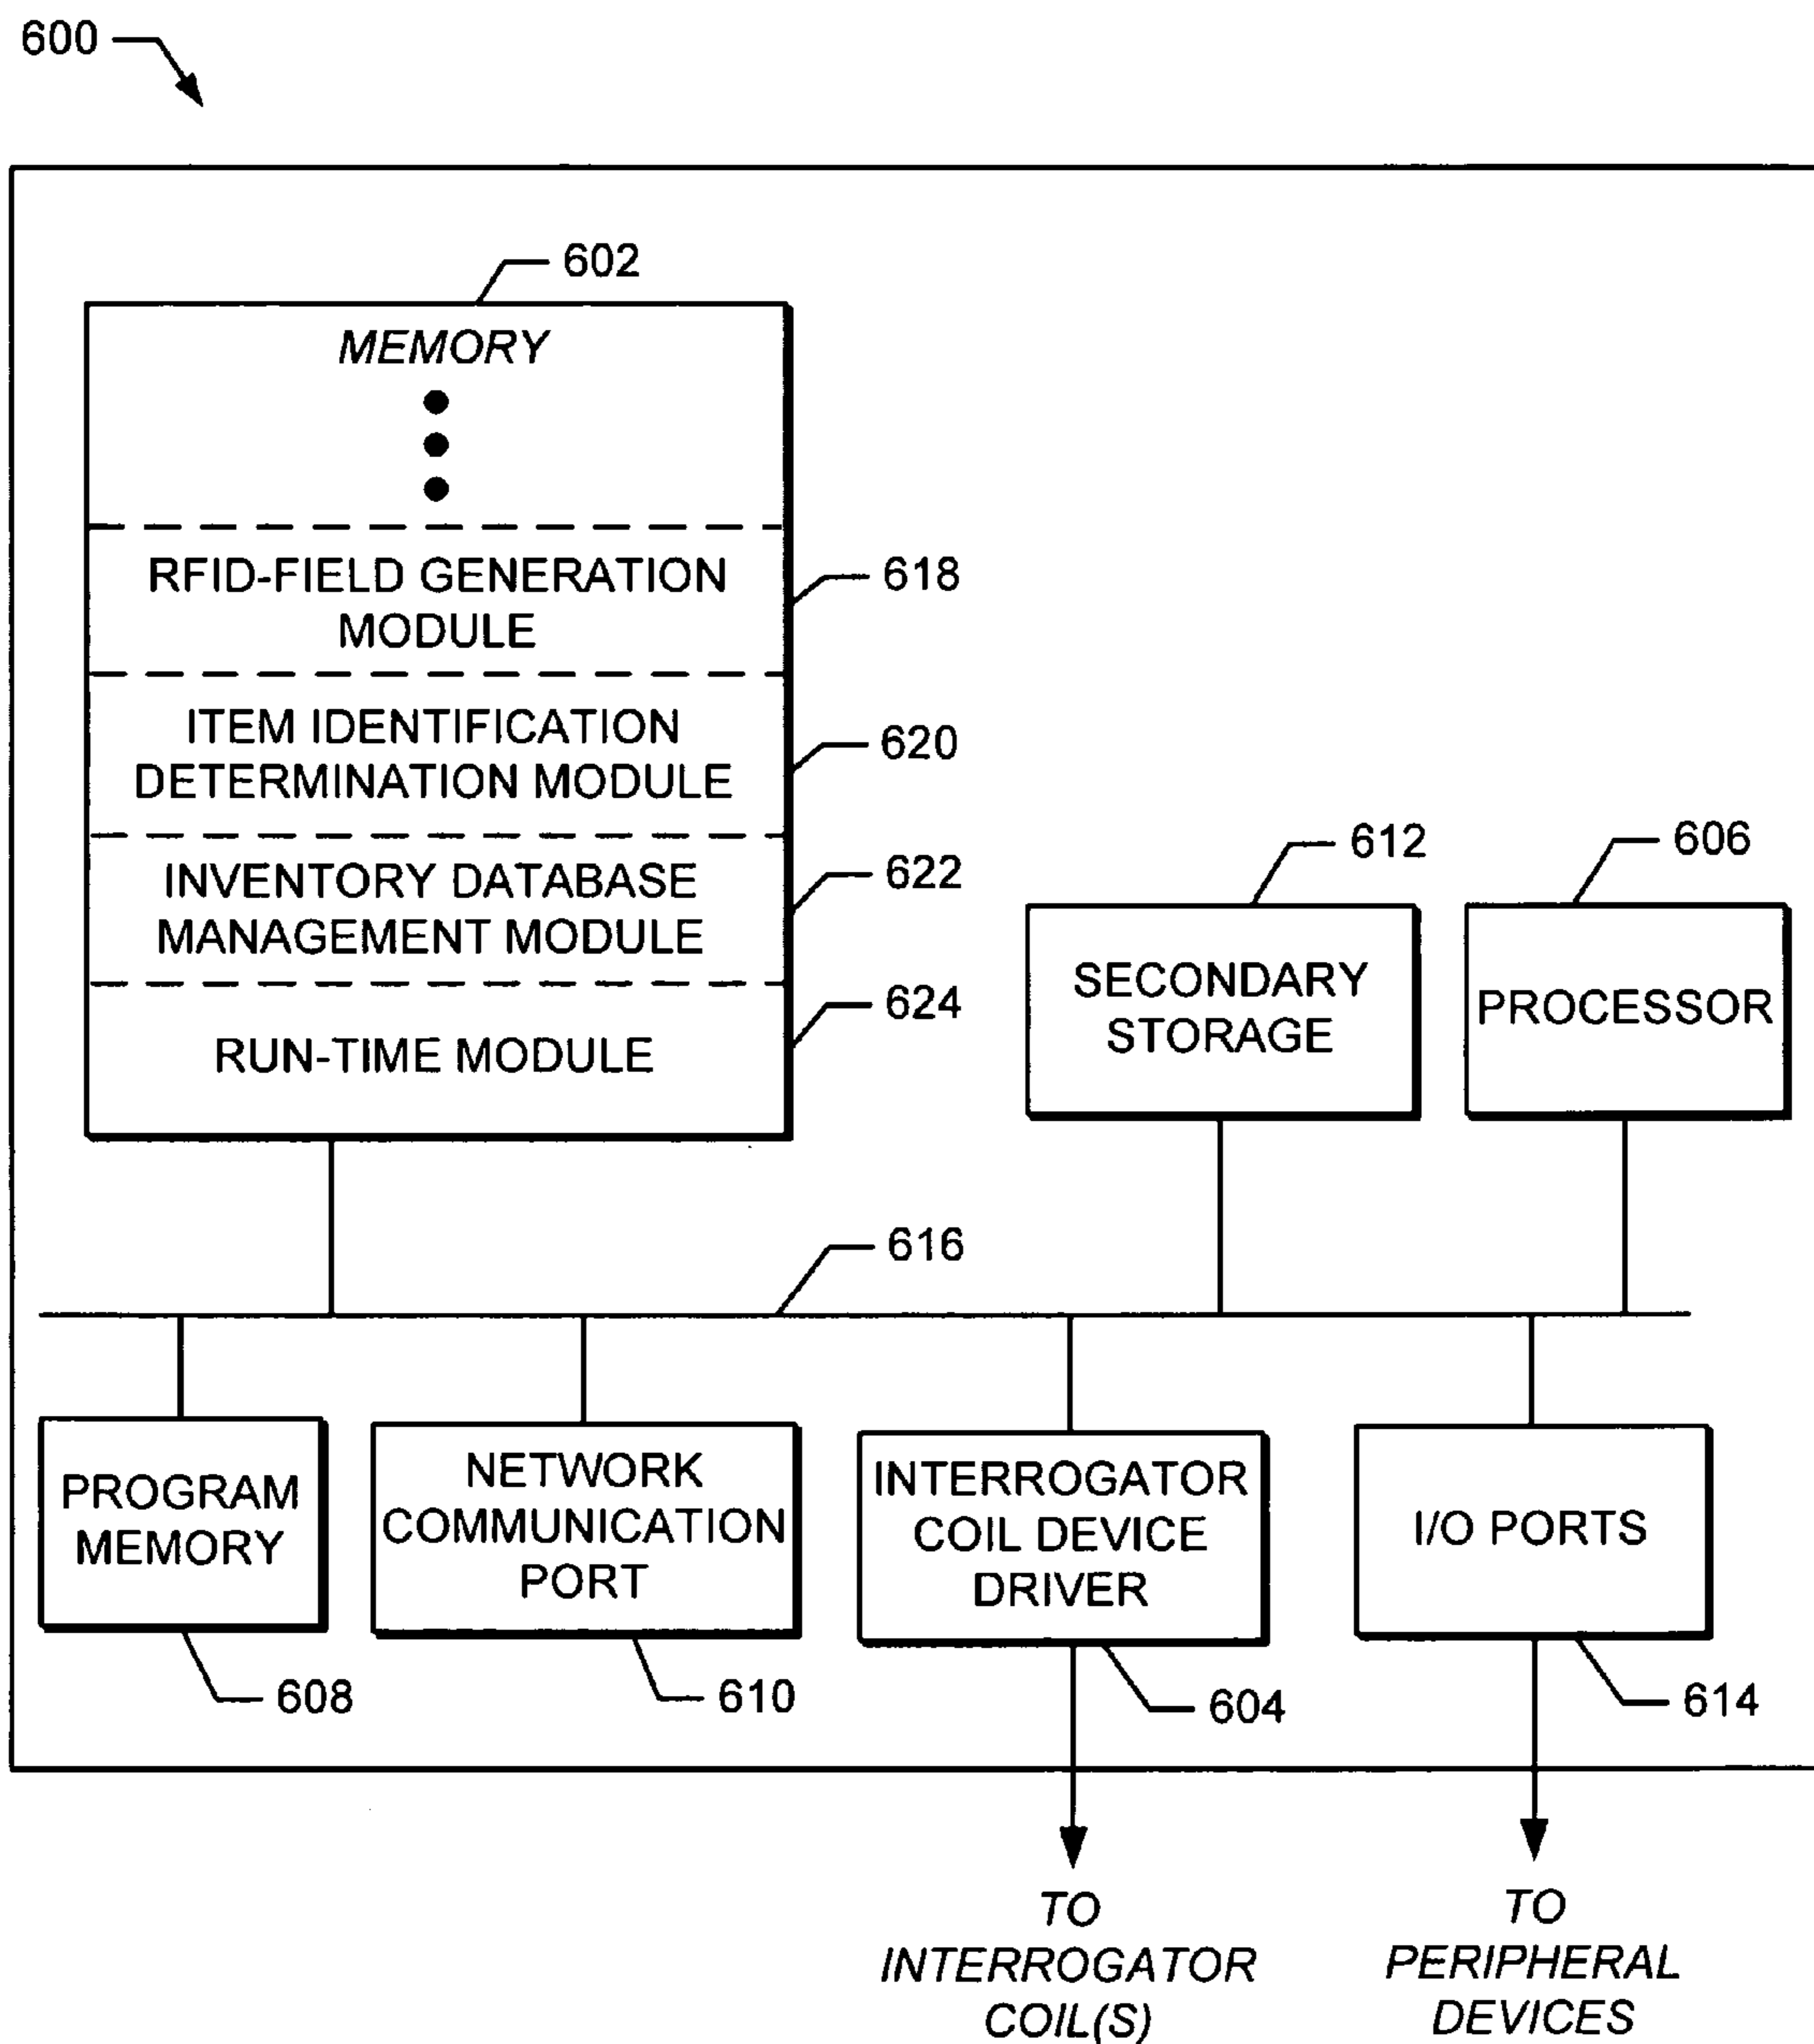 600
602
MEMORY
RFID-FIELD GENERATION
MODULE
618
ITEM IDENTIFICATION
DETERMINATION MODULE
620
INVENTORY DATABASE
MANAGEMENT MODULE
622
RUN-TIME MODULE
624
612
SECONDARY
STORAGE
606
PROCESSOR
616
PROGRAM
MEMORY
608
NETWORK
COMMUNICATION
PORT
610
INTERROGATOR
COIL DEVICE
DRIVER
604
I/O PORTS
614
TO
INTERROGATOR
COIL(S)
TO
PERIPHERAL
DEVICES